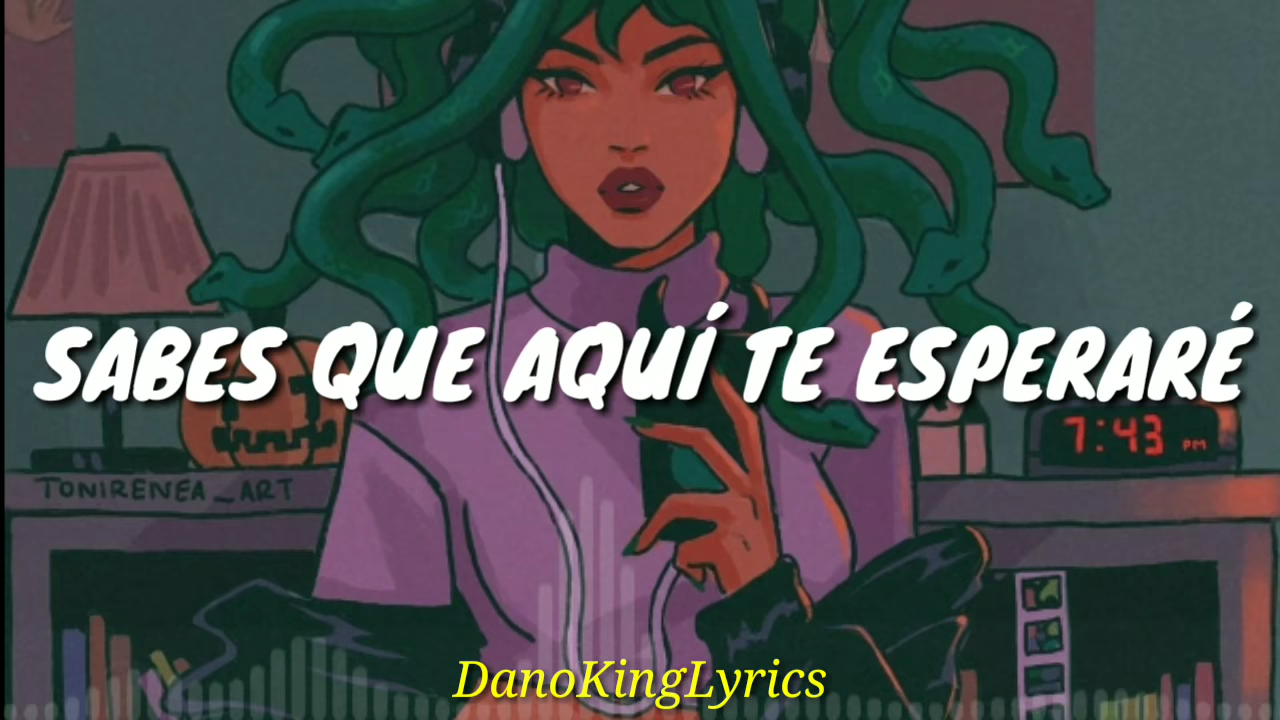 SABES QUE AQUÍ TE ESPERARÉ
7:43 PM
TONIRENEA_ART
DanoKingLyrics